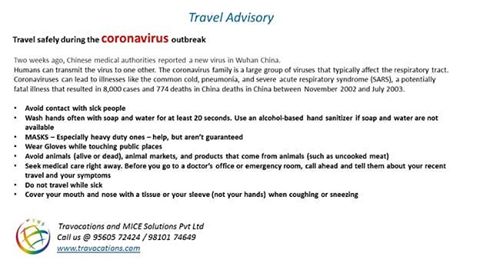 Travel Advisory
Travel safely during the coronavirus outbreak
Two weeks ago, Chinese medical authorities reported a new virus in Wuhan China.
Humans can transmit the virus to one other. The coronavirus family is a large group of viruses that typically affect the respiratory tract.
Coronaviruses can lead to illnesses like the common cold, pneumonia, and severe acute respiratory syndrome (SARS), a potentially
fatal illness that resulted in 8,000 cases and 774 deaths in China deaths in China between November 2002 and July 2003.
• Avoid contact with sick people
• Wash hands often with soap and water for at least 20 seconds. Use an alcohol-based hand sanitizer if soap and water are not
available
• MASKS – Especially heavy duty ones – help, but aren't guaranteed
• Wear Gloves while touching public places
• Avoid animals (alive or dead), animal markets, and products that come from animals (such as uncooked meat)
• Seek medical care right away. Before you go to a doctor's office or emergency room, call ahead and tell them about your recent
travel and your symptoms
• Do not travel while sick
• Cover your mouth and nose with a tissue or your sleeve (not your hands) when coughing or sneezing
Travocations and MICE Solutions Pvt Ltd
Call us @ 95605 72424 / 98101 74649
www.travocations.com